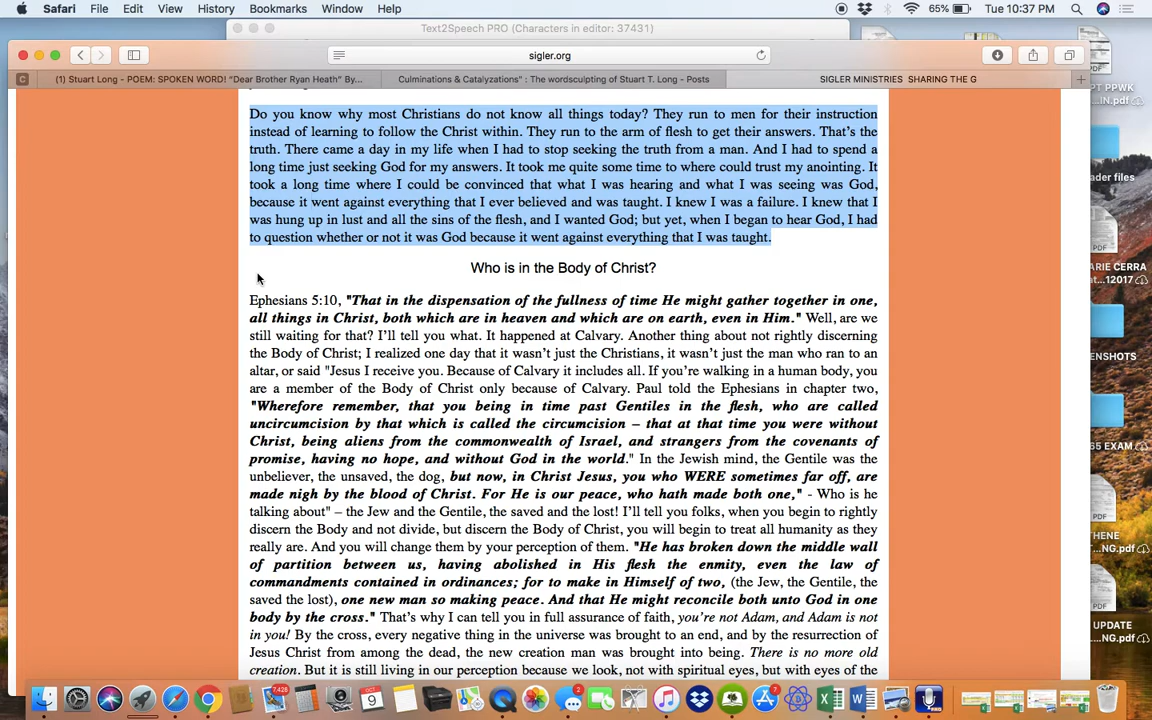 Safari File Edit View History Bookmarks Window Help 65% Tue 10:37 PM
Text2Speech PRO (Characters in editor: 37431)
sigler.org
C (1) Stuart Long - POEM: SPOKEN WORD! "Dear Brother Ryan Heath" By... Culminations & Catalyzations" : The wordsculpting of Stuart T. Long - Posts SIGLER MINISTRIES SHARING THE G
Do you know why most Christians do not know all things today? They run to men for their instruction
instead of learning to follow the Christ within. They run to the arm of flesh to get their answers. That's the
truth. There came a day in my life when I had to stop seeking the truth from a man. And I had to spend a
long time just seeking God for my answers. It took me quite some time to where could trust my anointing. It
took a long time where I could be convinced that what I was hearing and what I was seeing was God,
because it went against everything that I ever believed and was taught. I knew I was a failure. I knew that I
was hung up in lust and all the sins of the flesh, and I wanted God; but yet, when I began to hear God, I had
to question whether or not it was God because it went against everything that I was taught.
Who is in the Body of Christ?
Ephesians 5:10, "That in the dispensation of the fullness of time He might gather together in one,
all things in Christ, both which are in heaven and which are on earth, even in Him." Well, are we
still waiting for that? I'll tell you what. It happened at Calvary. Another thing about not rightly discerning
the Body of Christ; I realized one day that it wasn't just the Christians, it wasn't just the man who ran to an
altar, or said "Jesus I receive you. Because of Calvary it includes all. If you're walking in a human body, you
are a member of the Body of Christ only because of Calvary. Paul told the Ephesians in chapter two,
"Wherefore remember, that you being in time past Gentiles in the flesh, who are called
uncircumcision by that which is called the circumcision – that at that time you were without
Christ, being aliens from the commonwealth of Israel, and strangers from the covenants of
promise, having no hope, and without God in the world." In the Jewish mind, the Gentile was the
unbeliever, the unsaved, the dog, but now, in Christ Jesus, you who WERE sometimes far off, are
made nigh by the blood of Christ. For He is our peace, who hath made both one," - Who is he
talking about" – the Jew and the Gentile, the saved and the lost! I'll tell you folks, when you begin to rightly
discern the Body and not divide, but discern the Body of Christ, you will begin to treat all humanity as they
really are. And you will change them by your perception of them. "He has broken down the middle wall
of partition between us, having abolished in His flesh the enmity, even the law of
commandments contained in ordinances; for to make in Himself of two, (the Jew, the Gentile, the
saved the lost), one new man so making peace. And that He might reconcile both unto God in one
body by the cross." That's why I can tell you in full assurance of faith, you're not Adam, and Adam is not
in you! By the cross, every negative thing in the universe was brought to an end, and by the resurrection of
Jesus Christ from among the dead, the new creation man was brought into being. There is no more old
creation. But it is still living in our perception because we look, not with spiritual eyes, but with eyes of the
PT PPWK
IN.pdf
ader files
ARIE CERRA
12017
ENSHOTS
65 EXAM
THENE
NG.pdf
UPDATE
NG.pdf
7,428
OCT
9
2
7